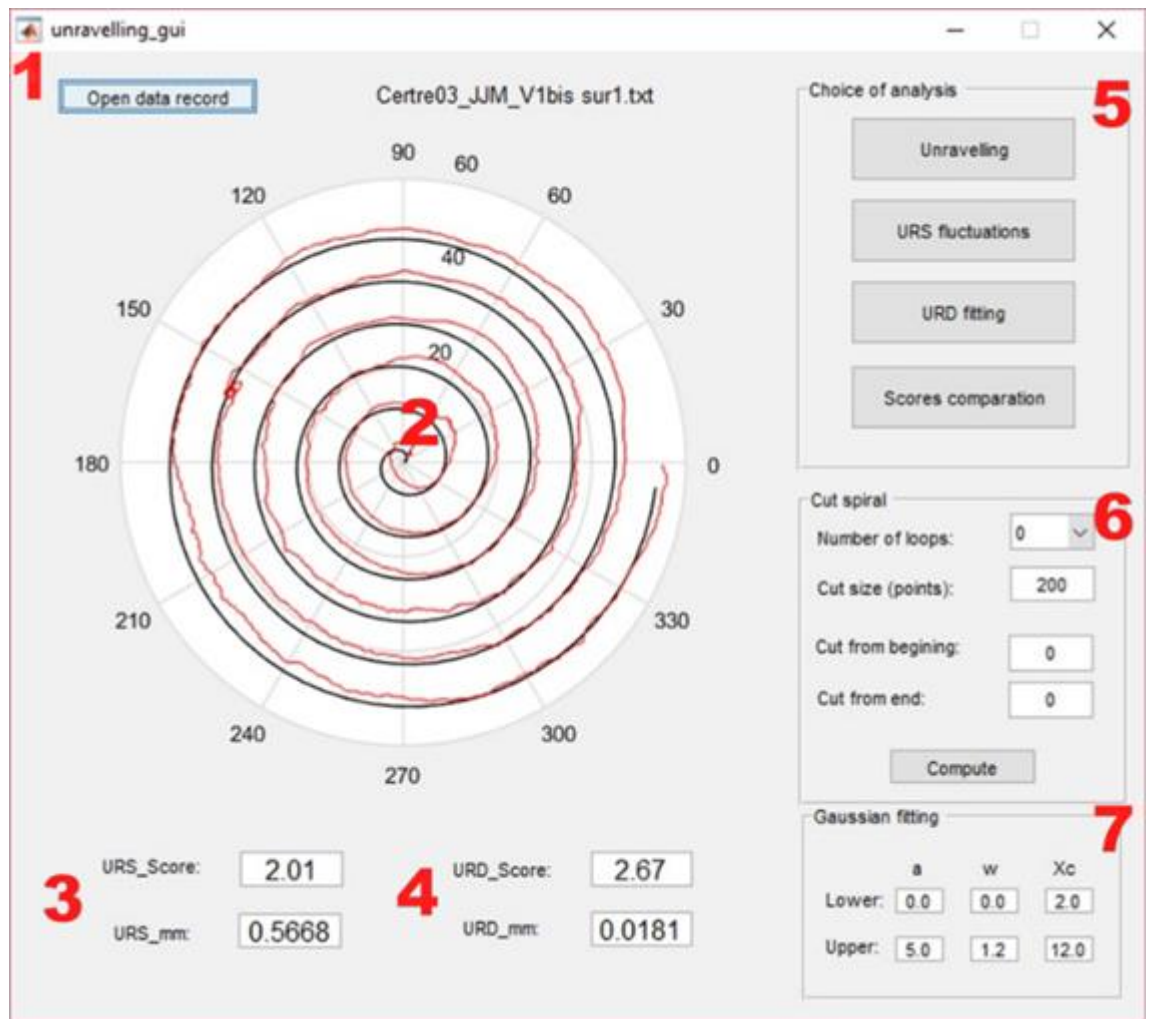 unravelling_gui
1
Open data record
Certre03_JJM_V1bis sur1.txt
90
60
120
60
40
150
30
20
2
180
0
210
330
240
300
270
3
URS_Score:
2.01
URS_mm:
0.5668
4
URD_Score:
2.67
URD_mm:
0.0181
Choice of analysis
5
Unravelling
URS fluctuations
URD fitting
Scores comparation
Cut spiral
6
Number of loops:
0
Cut size (points):
200
Cut from begining:
0
Cut from end:
0
Compute
Gaussian fitting
7
a w Xc
Lower: 0.0 0.0 2.0
Upper: 5.0 1.2 12.0